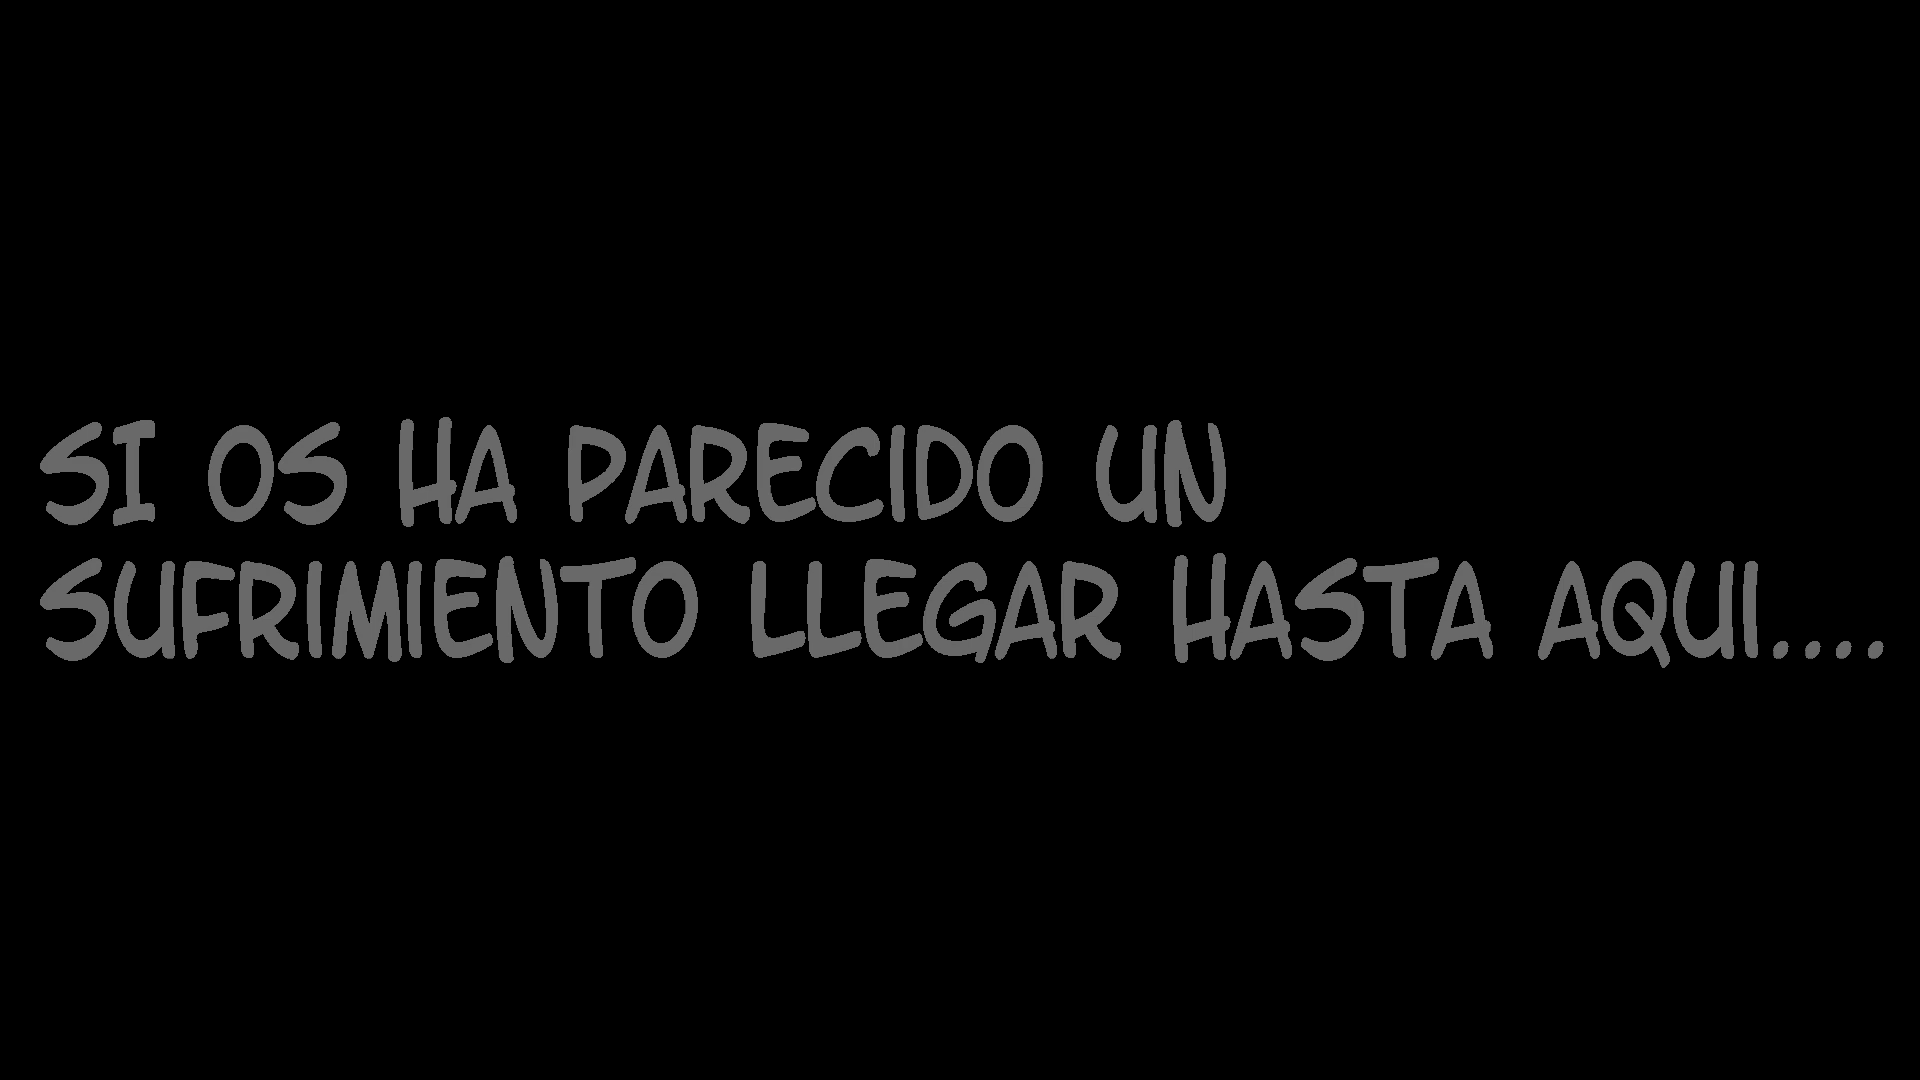 SI OS HA PARECIDO UN
SUFRIMIENTO LLEGAR HASTA AQUI....